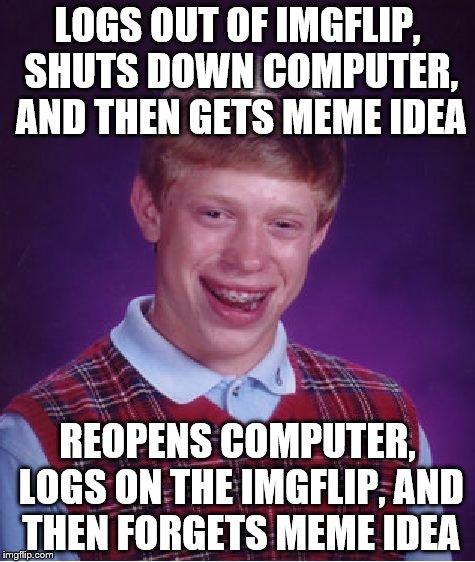 LOGS OUT OF IMGFLIP,
SHUTS DOWN COMPUTER,
AND THEN GETS MEME IDEA
REOPENS COMPUTER,
LOGS ON THE IMGFLIP, AND
THEN FORGETS MEME IDEA
imgflip.com